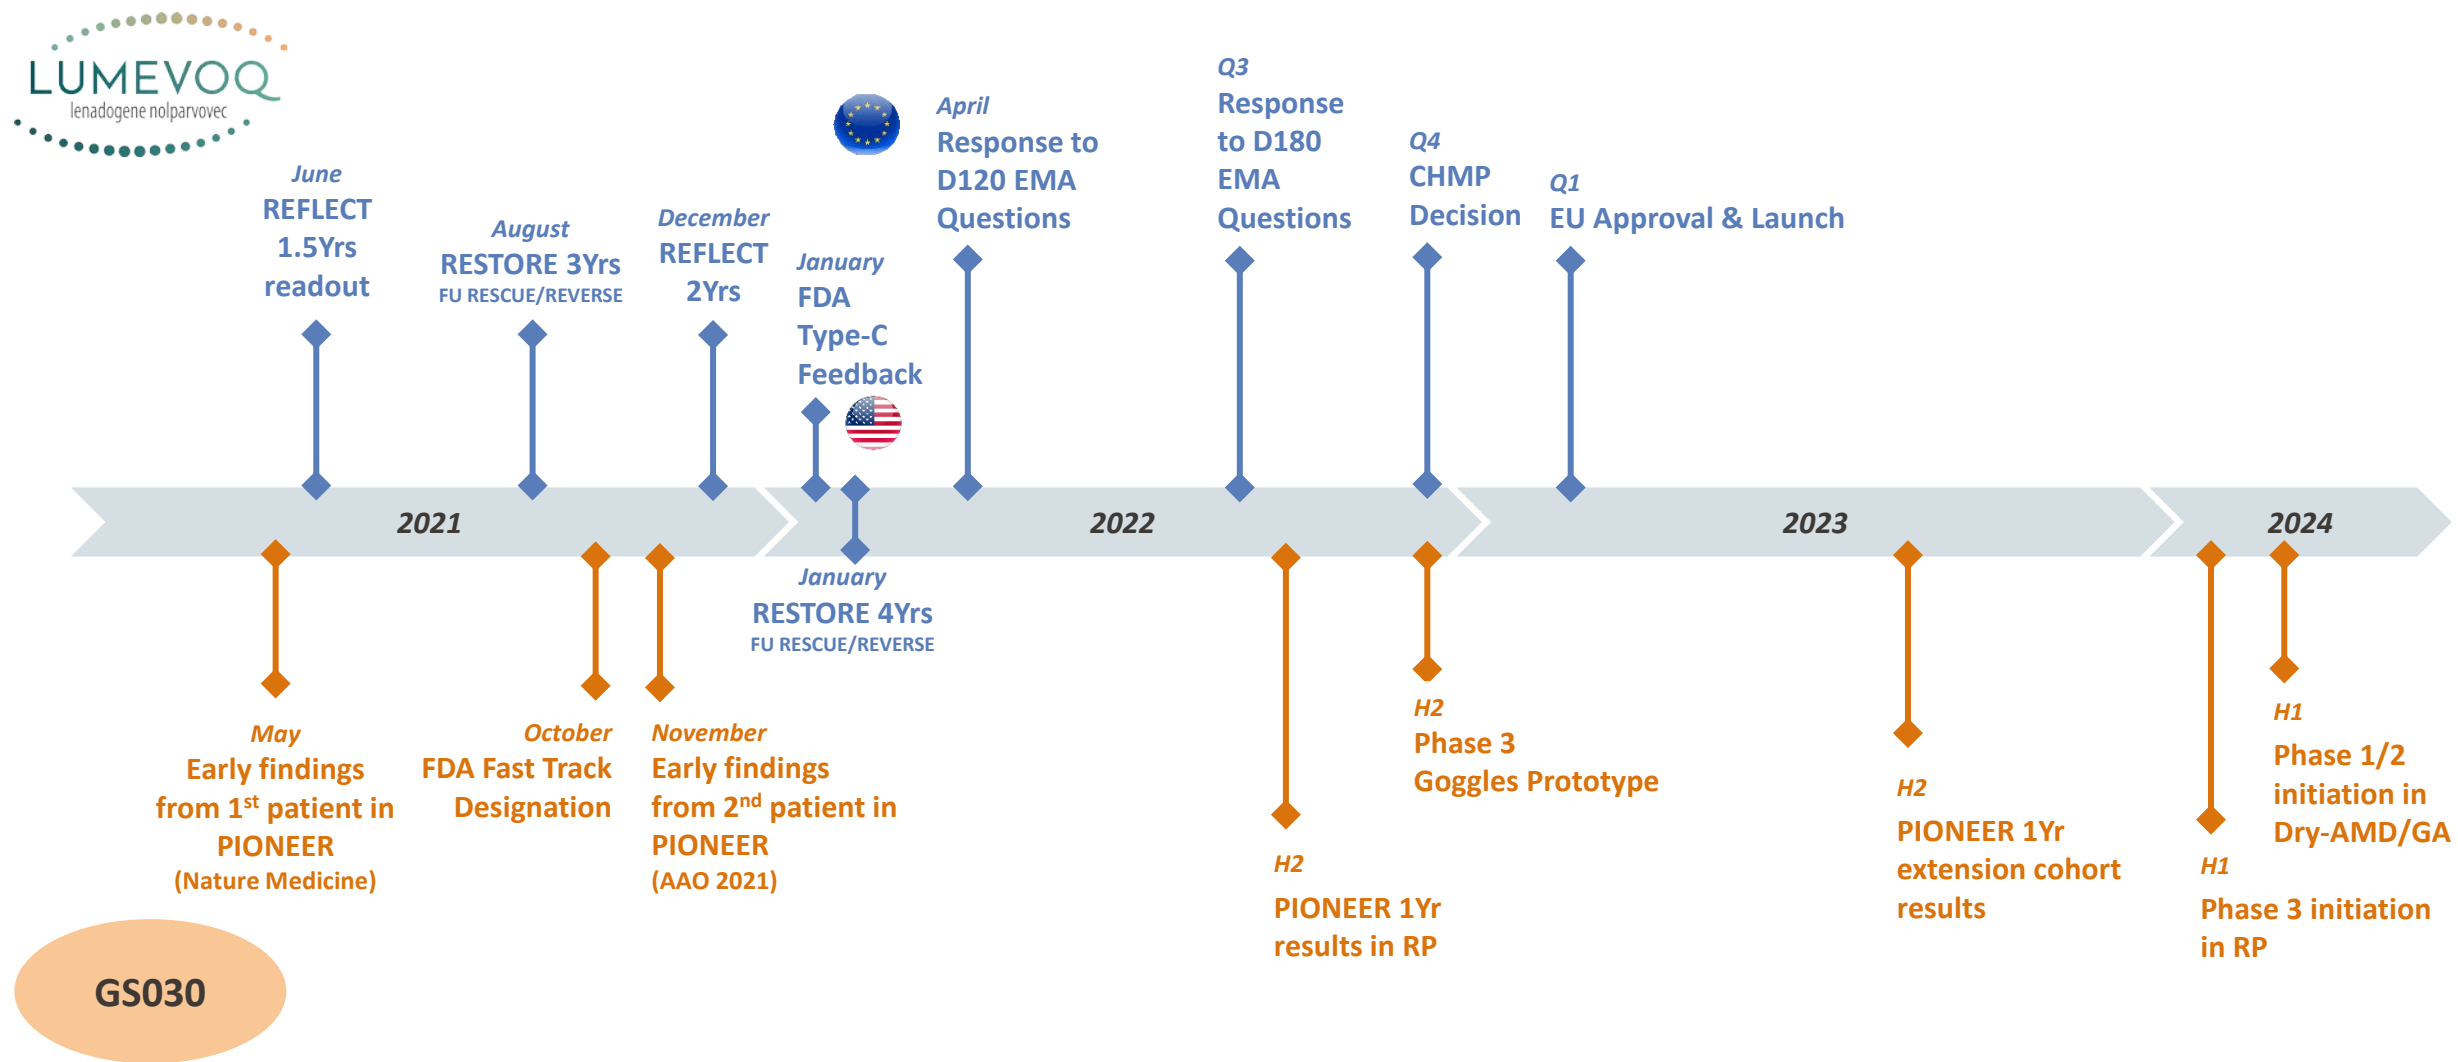 LUMEVOQ
lenadogene nolparvovec
June
REFLECT
1.5Yrs
readout
August
RESTORE 3Yrs
FU RESCUE/REVERSE
December
REFLECT
2Yrs
January
FDA
Type-C
Feedback
April
Response to
D120 EMA
Questions
Q3
Response
to D180
EMA
Questions
Q4
CHMP
Decision
Q1
EU Approval & Launch
2021
2022
2023
2024
January
RESTORE 4Yrs
FU RESCUE/REVERSE
May
Early findings
from 1st patient in
PIONEER
(Nature Medicine)
October
FDA Fast Track
Designation
November
Early findings
from 2nd patient in
PIONEER
(AAO 2021)
H2
PIONEER 1Yr
results in RP
H2
Phase 3
Goggles Prototype
H2
PIONEER 1Yr
extension cohort
results
H1
Phase 3 initiation
in RP
H1
Phase 1/2
initiation in
Dry-AMD/GA
GS030